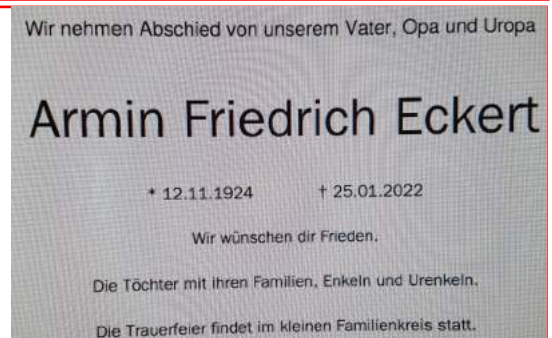 Wir nehmen Abschied von unserem Vater, Opa und Uropa
Armin Friedrich Eckert
* 12.11.1924 † 25.01.2022
Wir wünschen dir Frieden.
Die Töchter mit ihren Familien, Enkeln und Urenkeln.
Die Trauerfeier findet im kleinen Familienkreis statt.